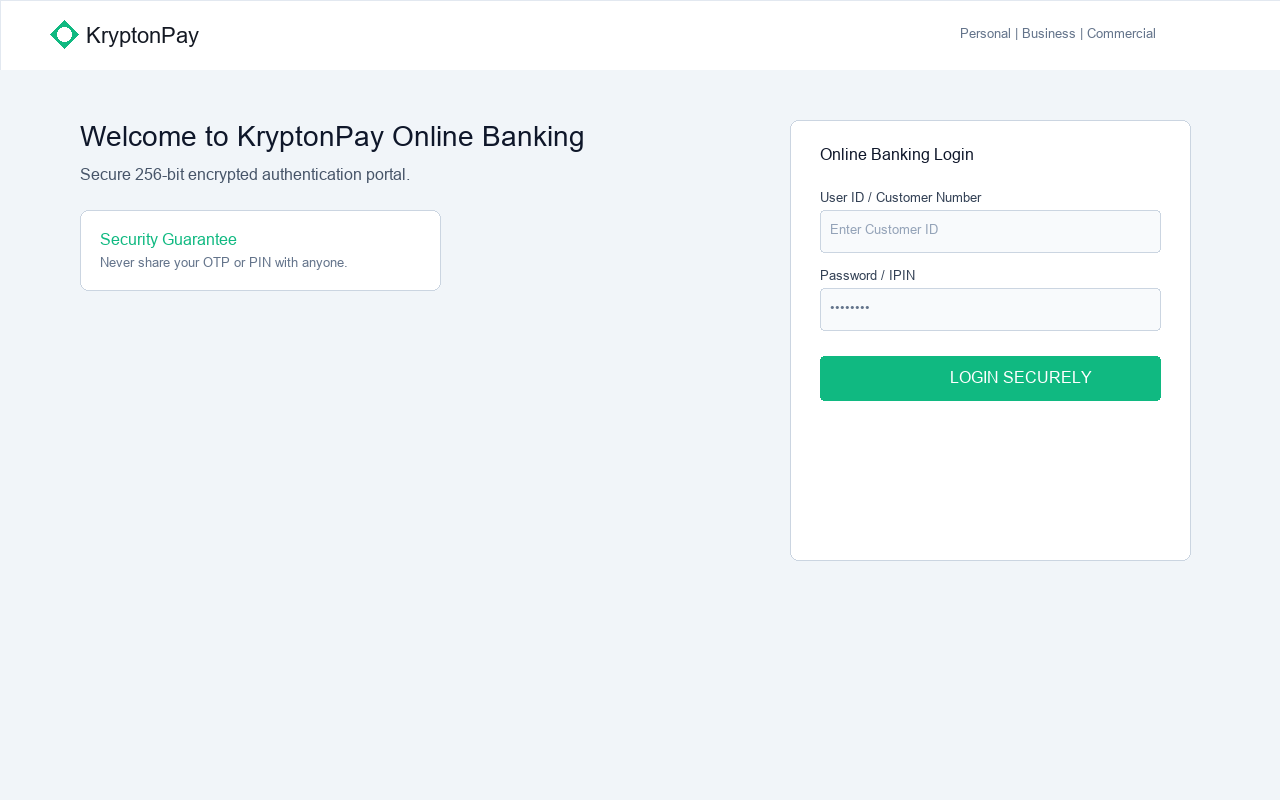 KryptonPay
Personal | Business | Commercial
Welcome to KryptonPay Online Banking
Secure 256-bit encrypted authentication portal.
Security Guarantee
Never share your OTP or PIN with anyone.
Online Banking Login
User ID / Customer Number
Enter Customer ID
Password / IPIN
••••••••
LOGIN SECURELY